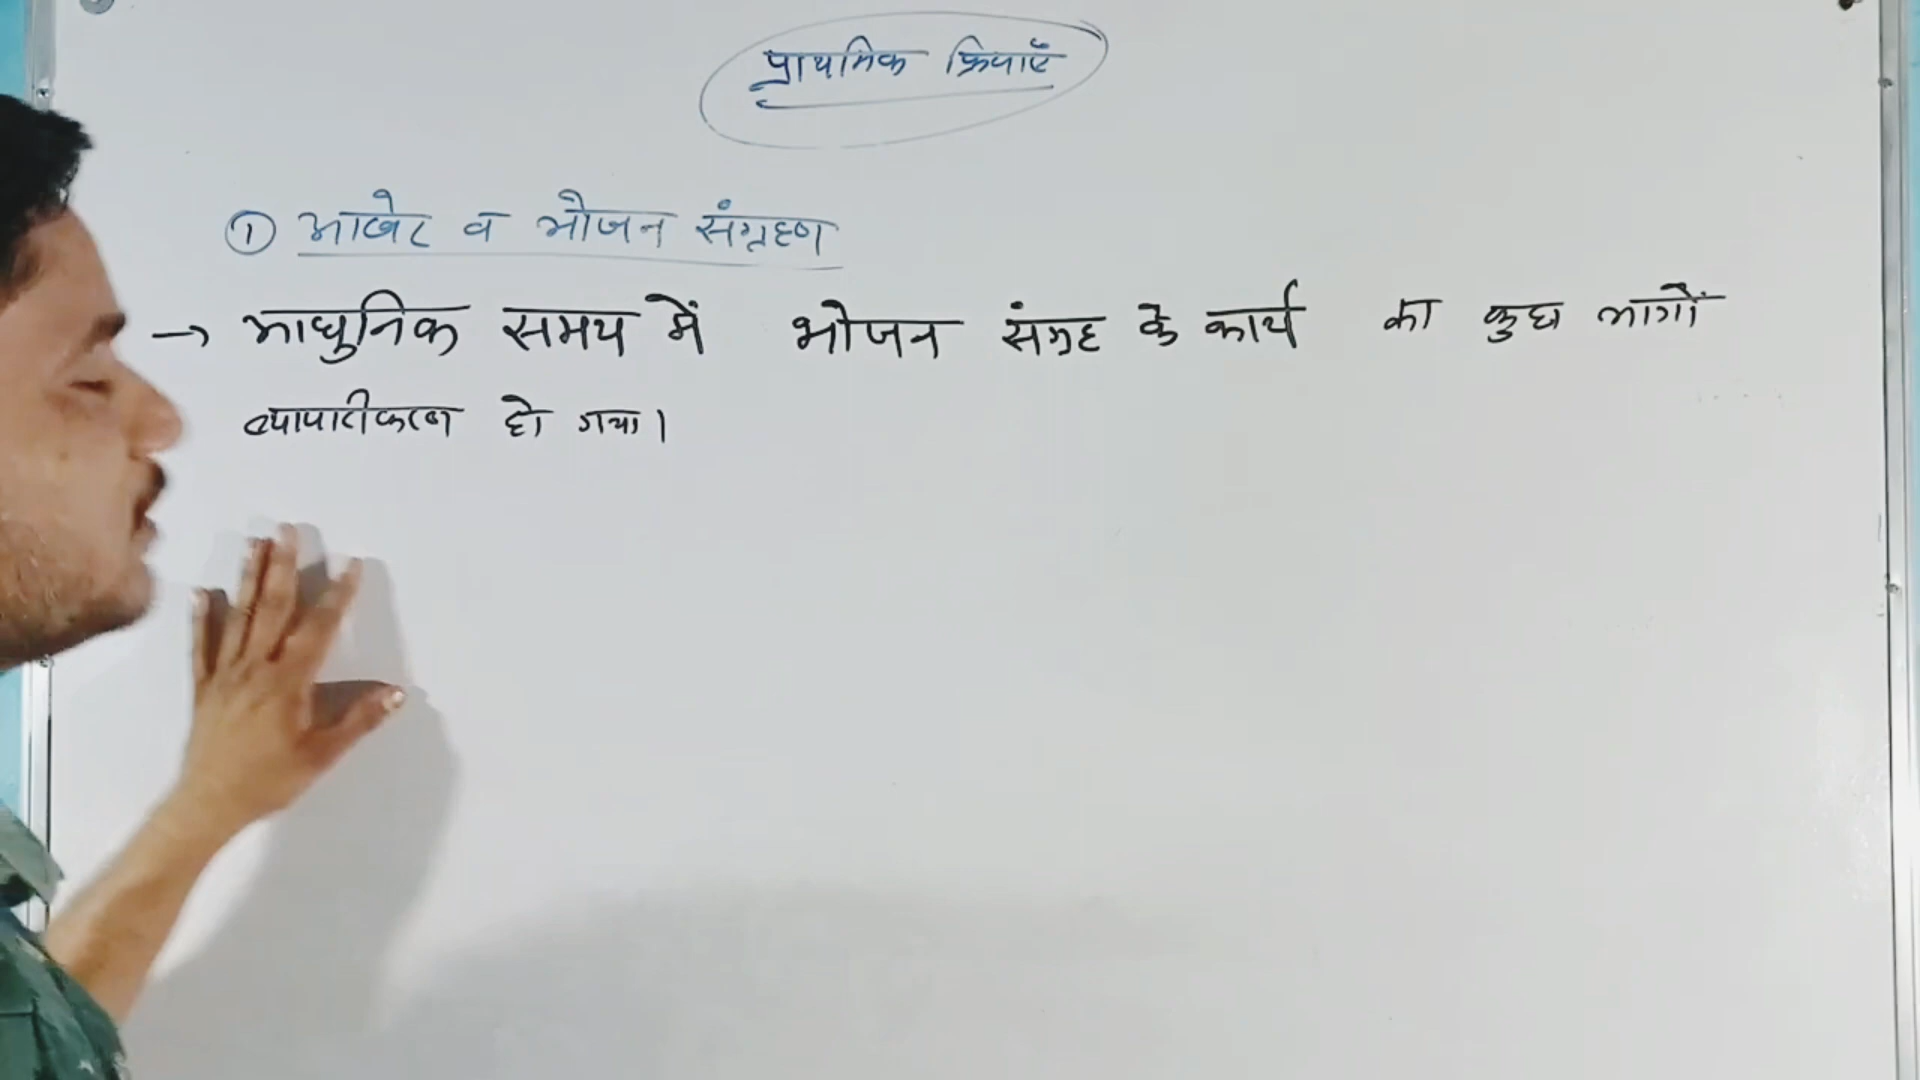 प्राथमिक क्रियाएँ
① आखेट व भोजन संग्रहण
→ आधुनिक समय में भोजन संग्रह के कार्य का कुछ भागों
व्यापारीकरण हो गया।